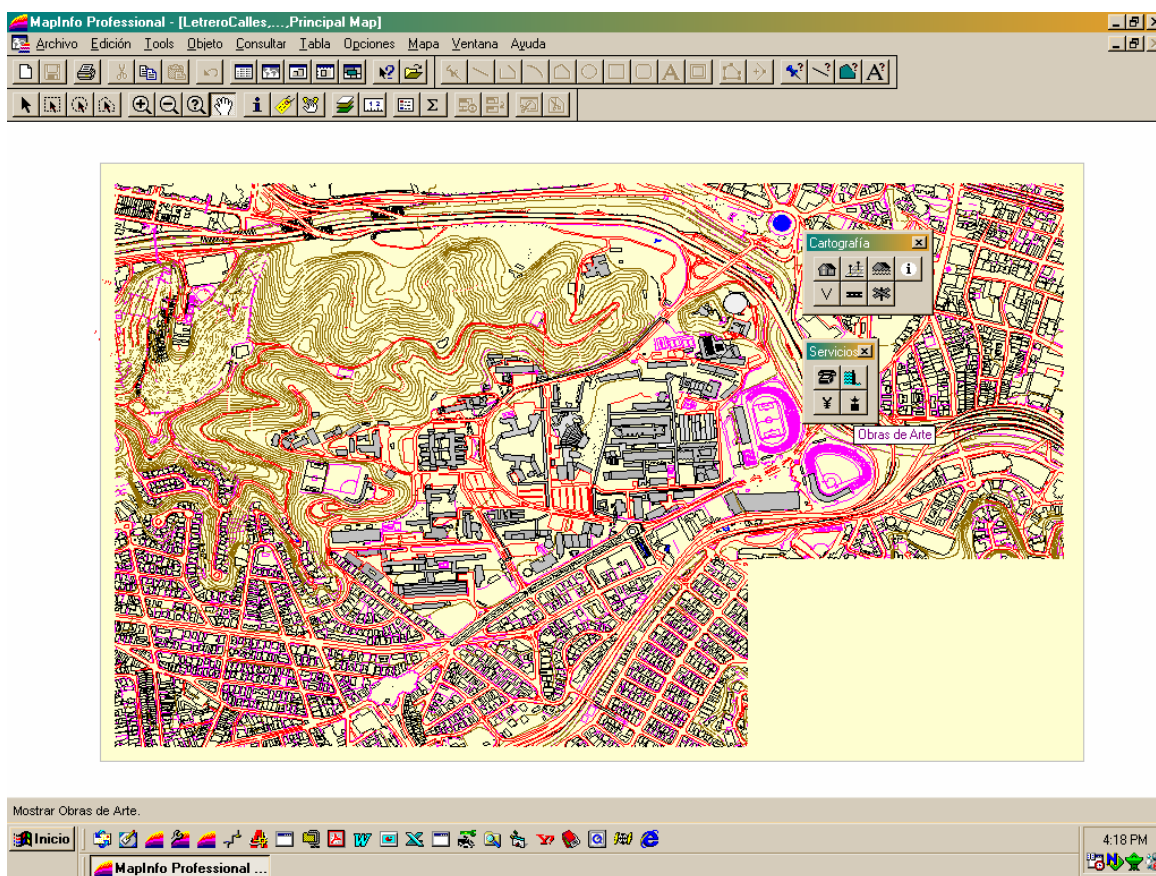 MapInfo Professional - [LetreroCalles,...,Principal Map]
Archivo Edición Tools Objeto Consultar Tabla Opciones Mapa Ventana Ayuda
Cartografía
Servicios
Obras de Arte
Mostrar Obras de Arte.
Inicio
4:18 PM
MapInfo Professional ...